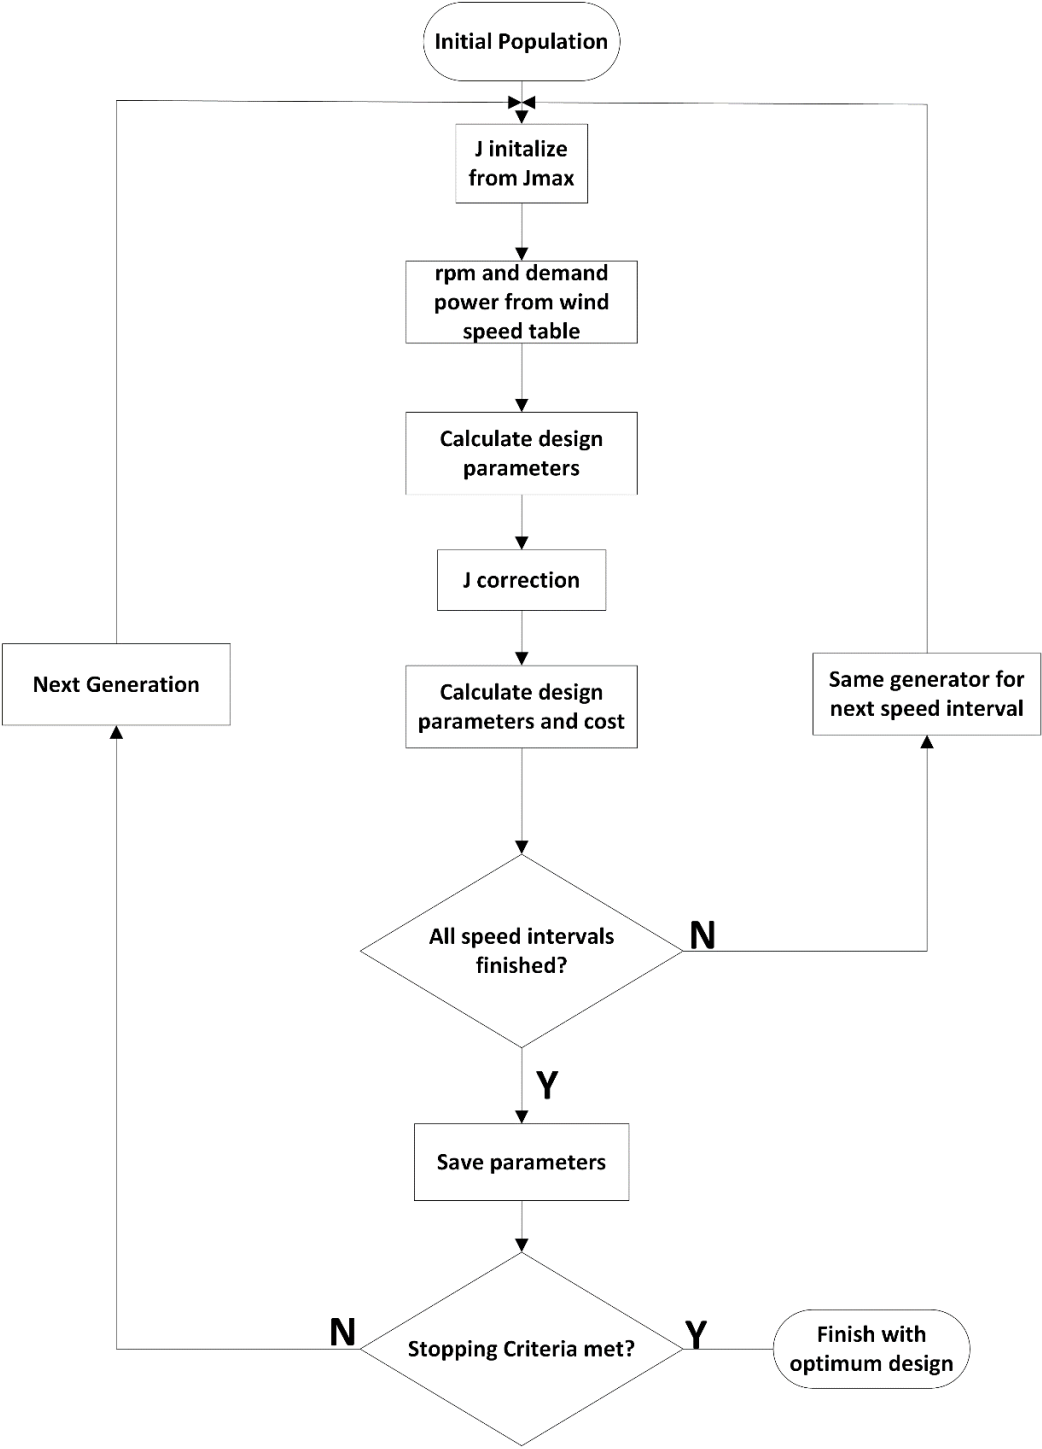 Initial Population
J initalize
from Jmax
rpm and demand
power from wind
speed table
Calculate design
parameters
J correction
Next Generation
Calculate design
parameters and cost
Same generator for
next speed interval
All speed intervals
finished?
N
Y
Save parameters
N
Stopping Criteria met?
Y
Finish with
optimum design